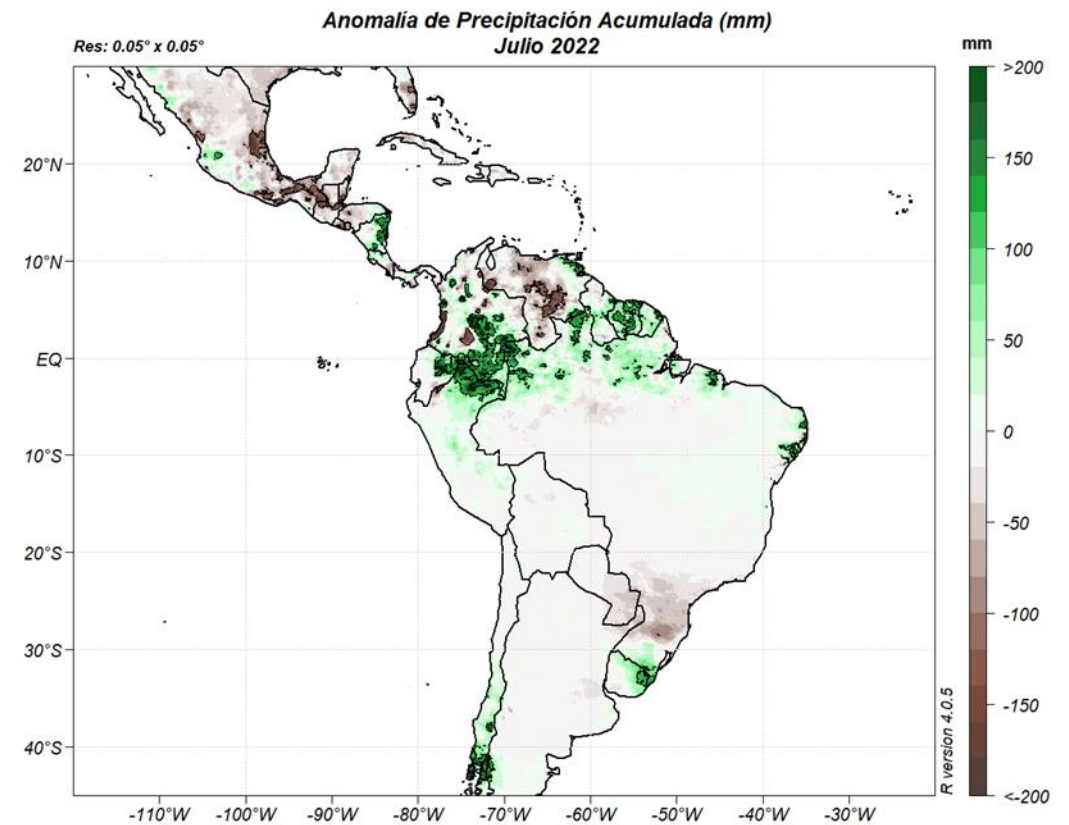 Anomalía de Precipitación Acumulada (mm)
Julio 2022
Res: 0.05° x 0.05°
mm
>200
150
100
50
0
-50
-100
-150
<-200
20°N
10°N
EQ
10°S
20°S
30°S
40°S
-110°W -100°W -90°W -80°W -70°W -60°W -50°W -40°W -30°W
R version 4.0.5